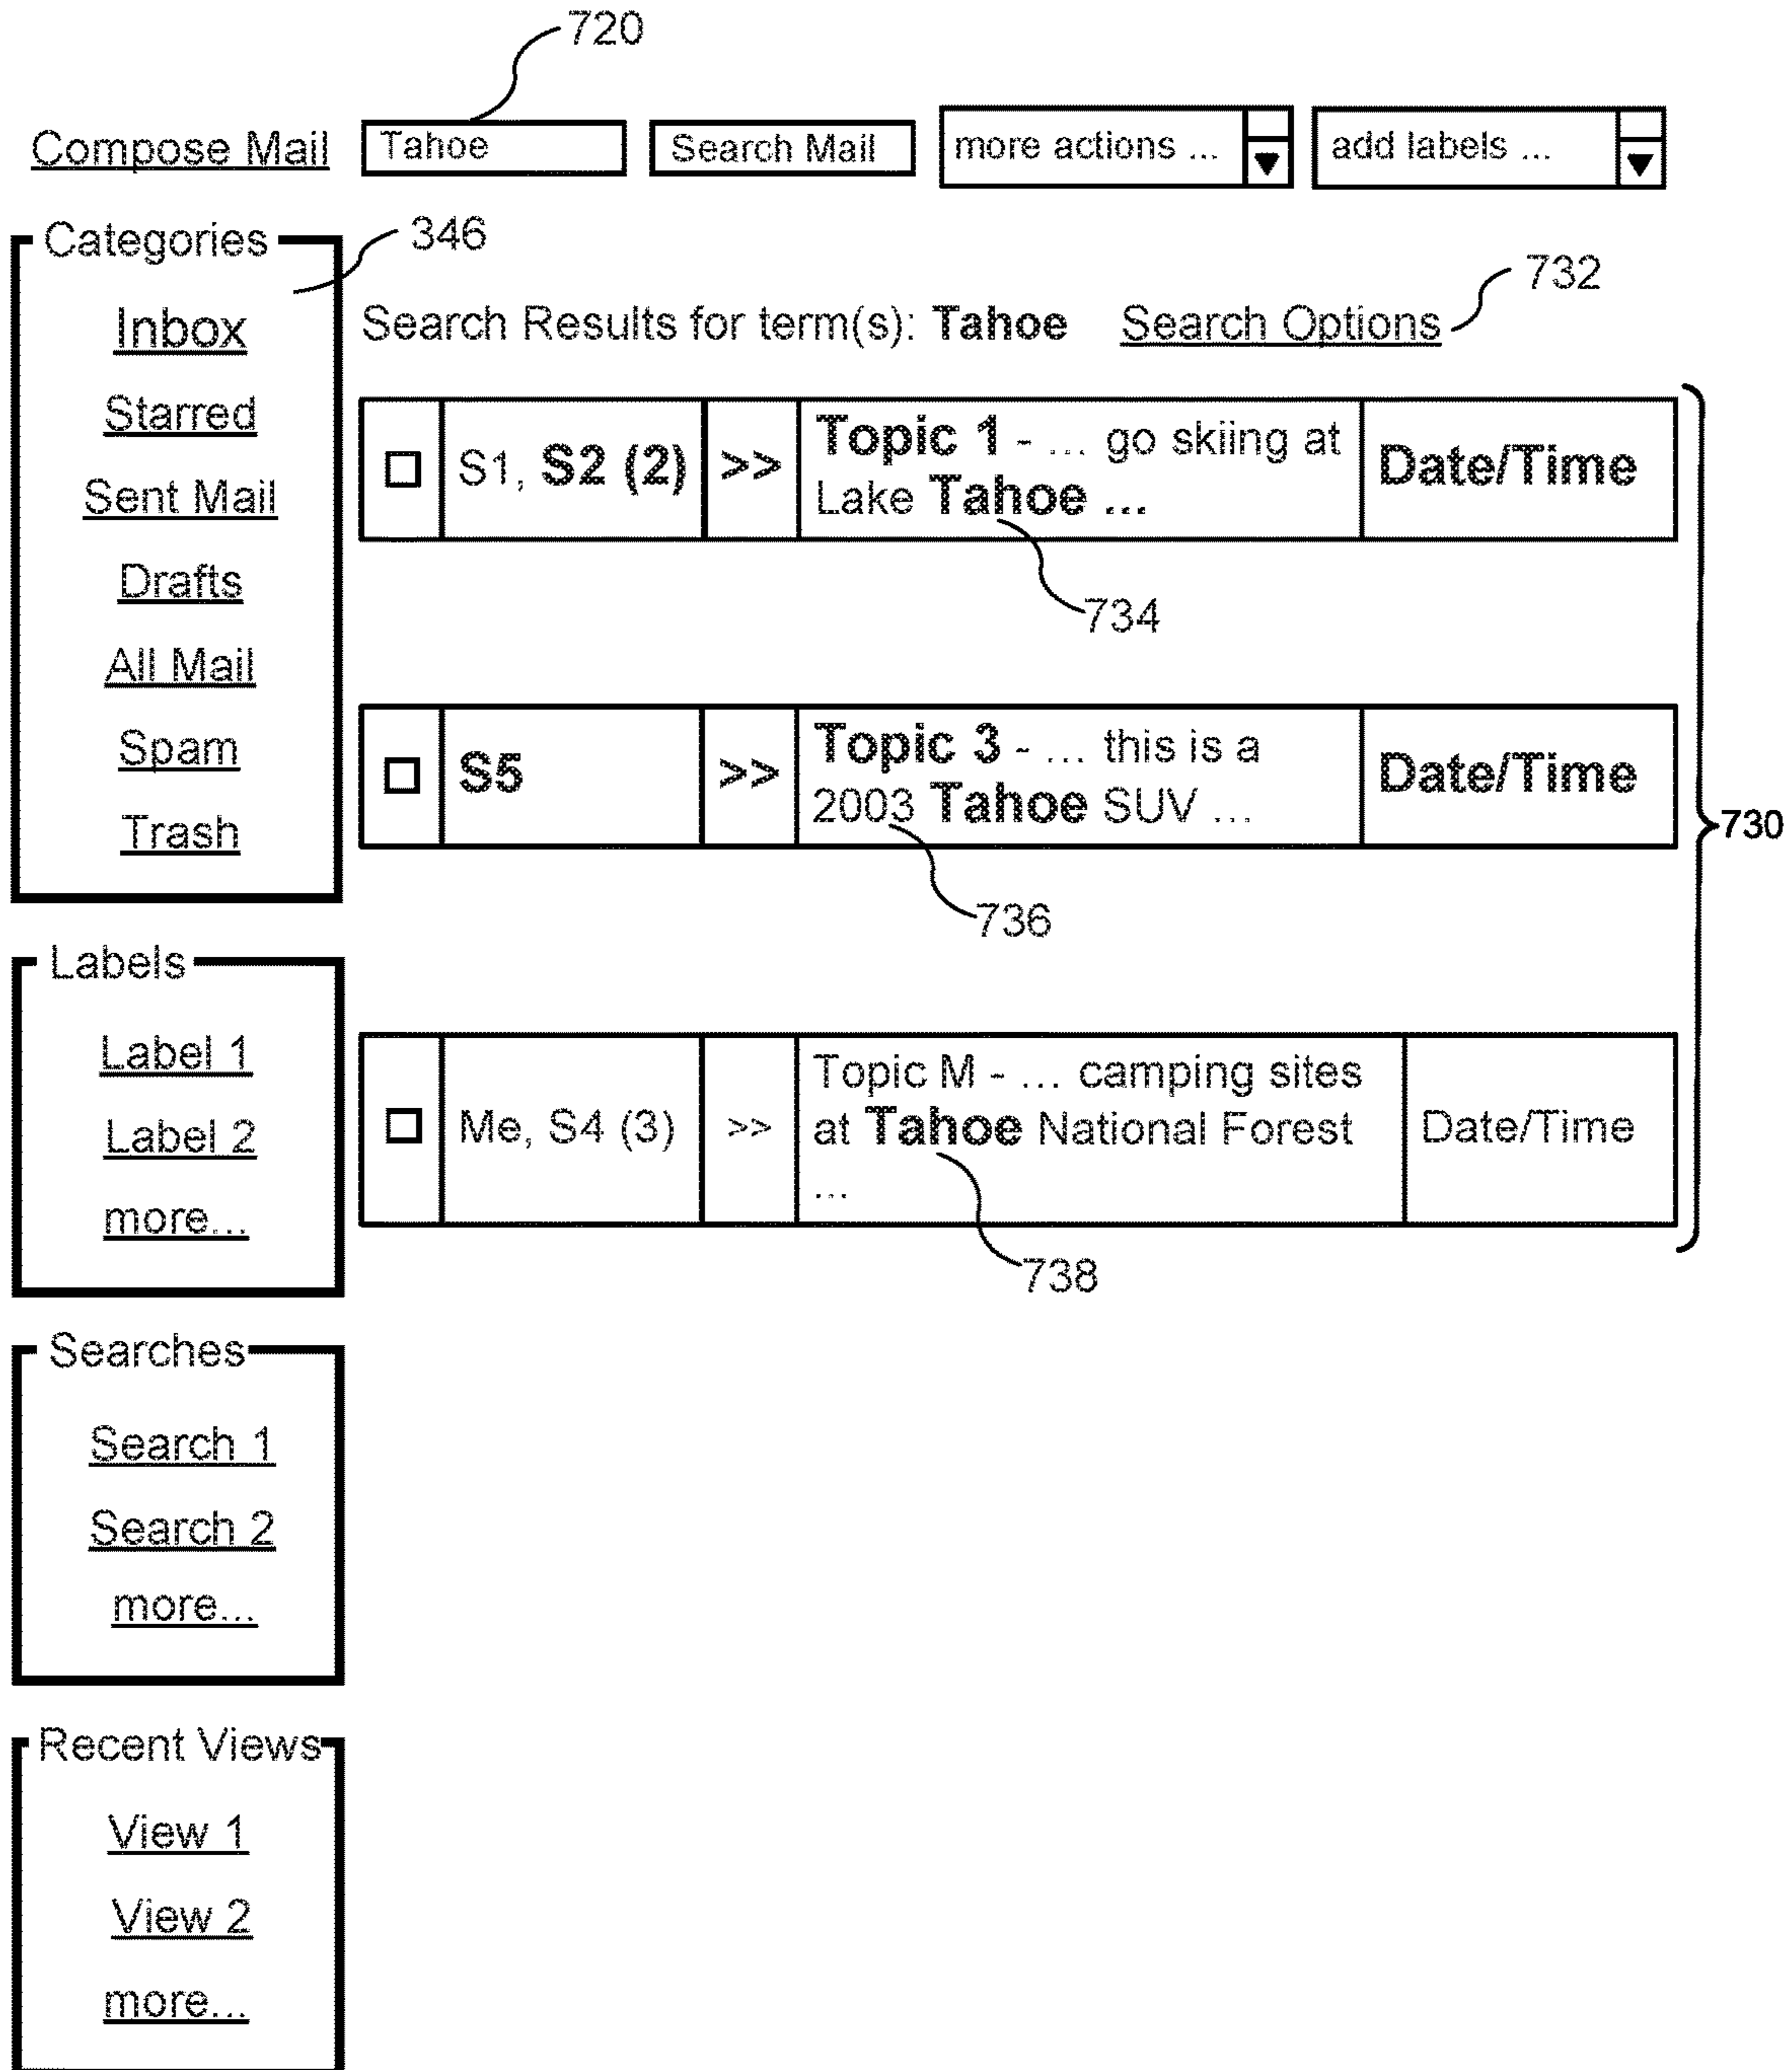 720
Compose Mail Tahoe Search Mail more actions ... add labels ...
Categories
346
Inbox
Starred
Sent Mail
Drafts
All Mail
Spam
Trash
Search Results for term(s): Tahoe Search Options
732
S1, S2 (2) >> Topic 1 - ... go skiing at
Lake Tahoe ...
Date/Time
734
S5 >> Topic 3 - ... this is a
2003 Tahoe SUV ...
Date/Time
730
736
Labels
Label 1
Label 2
more...
Me, S4 (3) >> Topic M - ... camping sites
at Tahoe National Forest
...
Date/Time
738
Searches
Search 1
Search 2
more...
Recent Views
View 1
View 2
more...